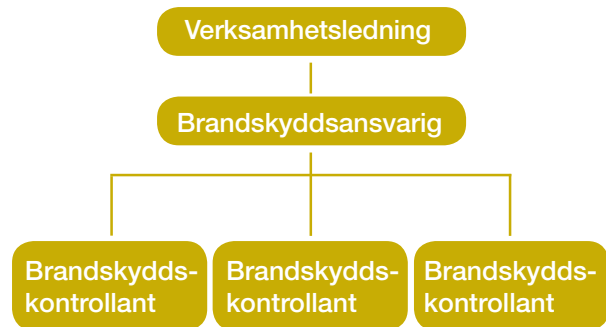 Verksamhetsledning
Brandskyddsansvarig
Brandskydds-
kontrollant
Brandskydds-
kontrollant
Brandskydds-
kontrollant